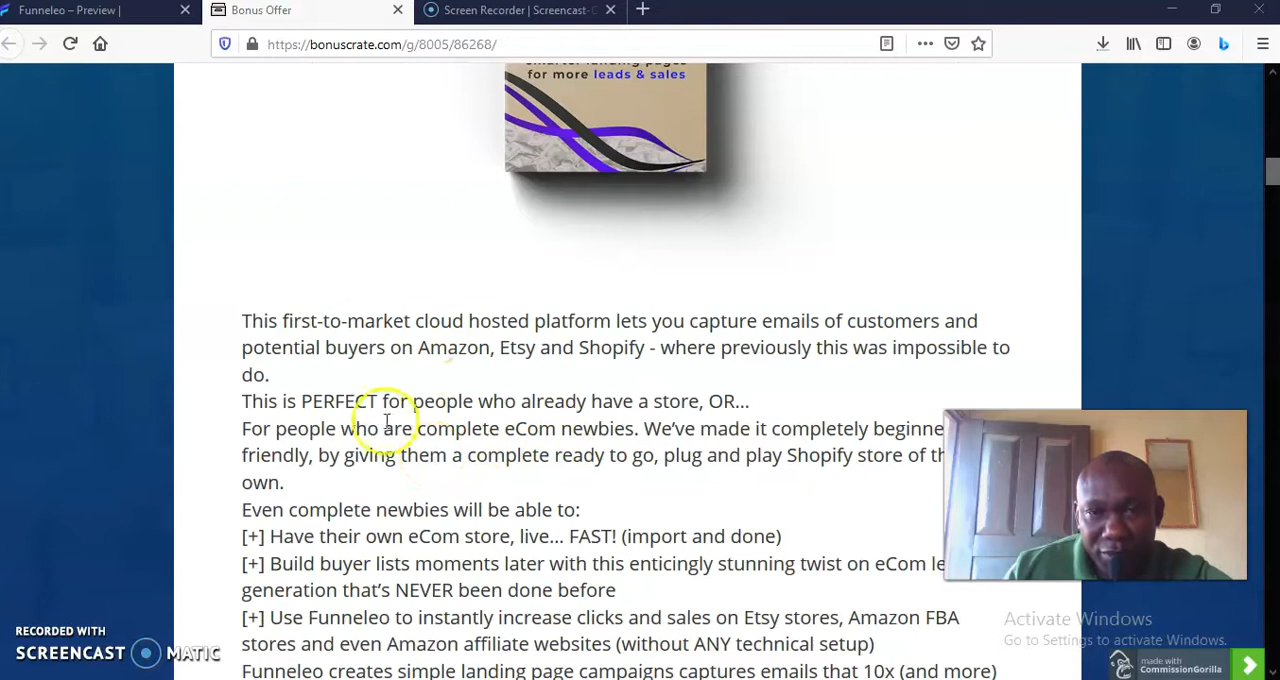 Funneleo – Preview |
Bonus Offer
Screen Recorder | Screencast-O
https://bonuscrate.com/g/8005/86268/
smarter landing pages
for more leads & sales
This first-to-market cloud hosted platform lets you capture emails of customers and
potential buyers on Amazon, Etsy and Shopify - where previously this was impossible to
do.
This is PERFECT for people who already have a store, OR...
For people who are complete eCom newbies. We've made it completely beginne
friendly, by giving them a complete ready to go, plug and play Shopify store of th
own.
Even complete newbies will be able to:
[+] Have their own eCom store, live... FAST! (import and done)
[+] Build buyer lists moments later with this enticingly stunning twist on eCom le
generation that's NEVER been done before
[+] Use Funneleo to instantly increase clicks and sales on Etsy stores, Amazon FBA
stores and even Amazon affiliate websites (without ANY technical setup)
Funneleo creates simple landing page campaigns captures emails that 10x (and more)
Activate Windows
Go to Settings to activate Windows.
RECORDED WITH
SCREENCAST MATIC
made with
CommissionGorilla